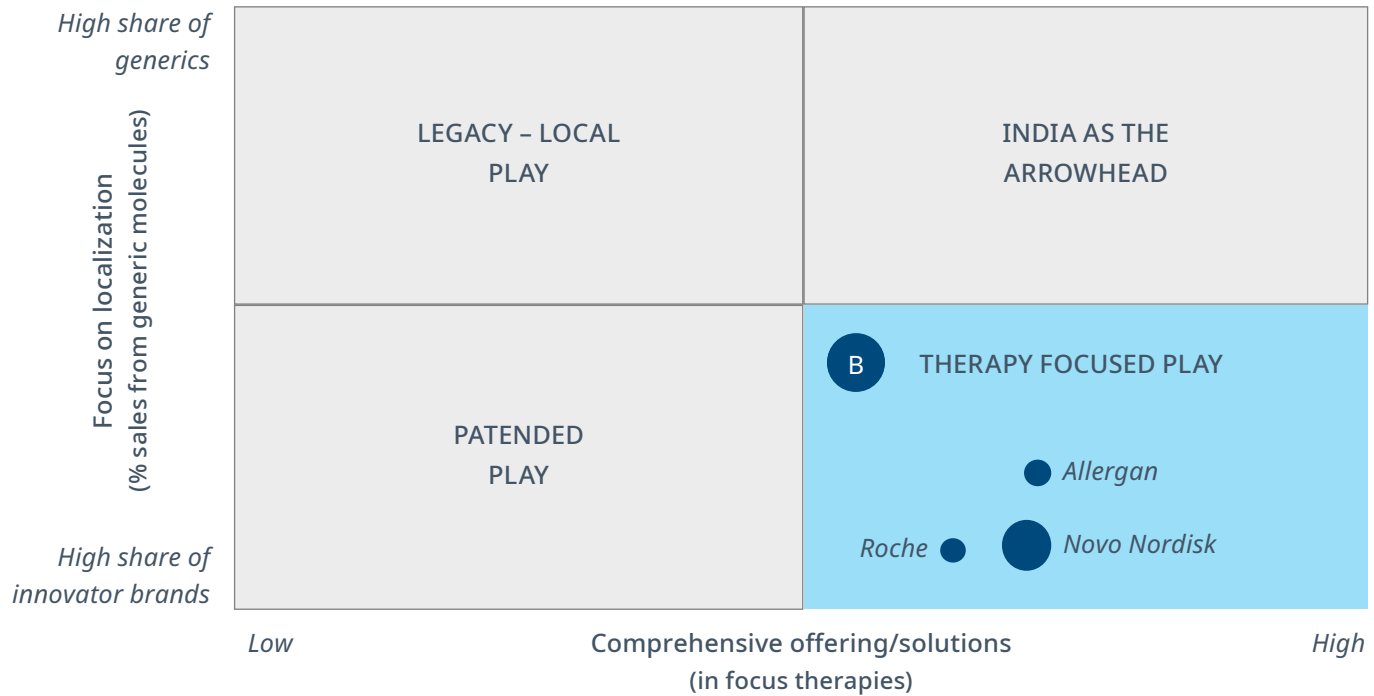 High share of
generics
Focus on localization
(% sales from generic molecules)
High share of
innovator brands
LEGACY – LOCAL
PLAY
INDIA AS THE
ARROWHEAD
PATENDED
PLAY
B
THERAPY FOCUSED PLAY
Allergan
Roche
Novo Nordisk
Low
Comprehensive offering/solutions
(in focus therapies)
High